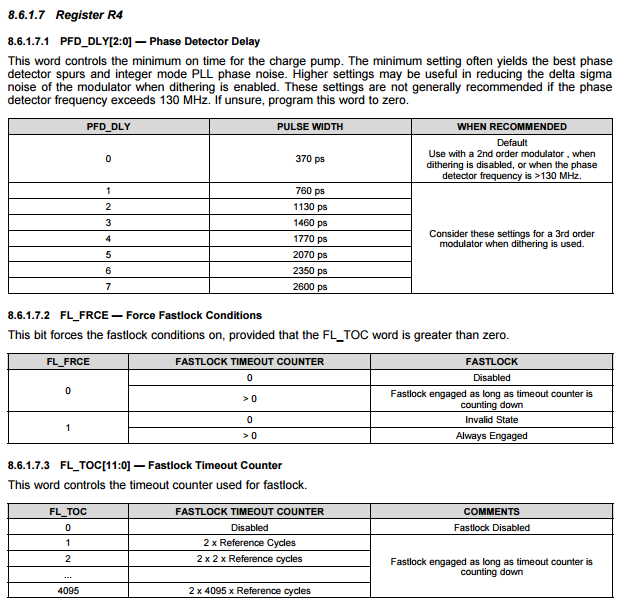 8.6.1.7 Register R4
8.6.1.7.1 PFD_DLY[2:0] — Phase Detector Delay
This word controls the minimum on time for the charge pump. The minimum setting often yields the best phase
detector spurs and integer mode PLL phase noise. Higher settings may be useful in reducing the delta sigma
noise of the modulator when dithering is enabled. These settings are not generally recommended if the phase
detector frequency exceeds 130 MHz. If unsure, program this word to zero.
PFD_DLY PULSE WIDTH WHEN RECOMMENDED
0 370 ps Default
Use with a 2nd order modulator , when
dithering is disabled, or when the phase
detector frequency is >130 MHz.
1 760 ps
2 1130 ps
3 1460 ps
4 1770 ps
5 2070 ps
6 2350 ps
7 2600 ps
Consider these settings for a 3rd order
modulator when dithering is used.
8.6.1.7.2 FL_FRCE — Force Fastlock Conditions
This bit forces the fastlock conditions on, provided that the FL_TOC word is greater than zero.
FL_FRCE FASTLOCK TIMEOUT COUNTER FASTLOCK
0 0 Disabled
> 0 Fastlock engaged as long as timeout counter is
counting down
1 0 Invalid State
> 0 Always Engaged
8.6.1.7.3 FL_TOC[11:0] — Fastlock Timeout Counter
This word controls the timeout counter used for fastlock.
FL_TOC FASTLOCK TIMEOUT COUNTER COMMENTS
0 Disabled Fastlock Disabled
1 2 x Reference Cycles
2 2 x 2 x Reference cycles
...
4095 2 x 4095 x Reference cycles
Fastlock engaged as long as timeout counter is
counting down